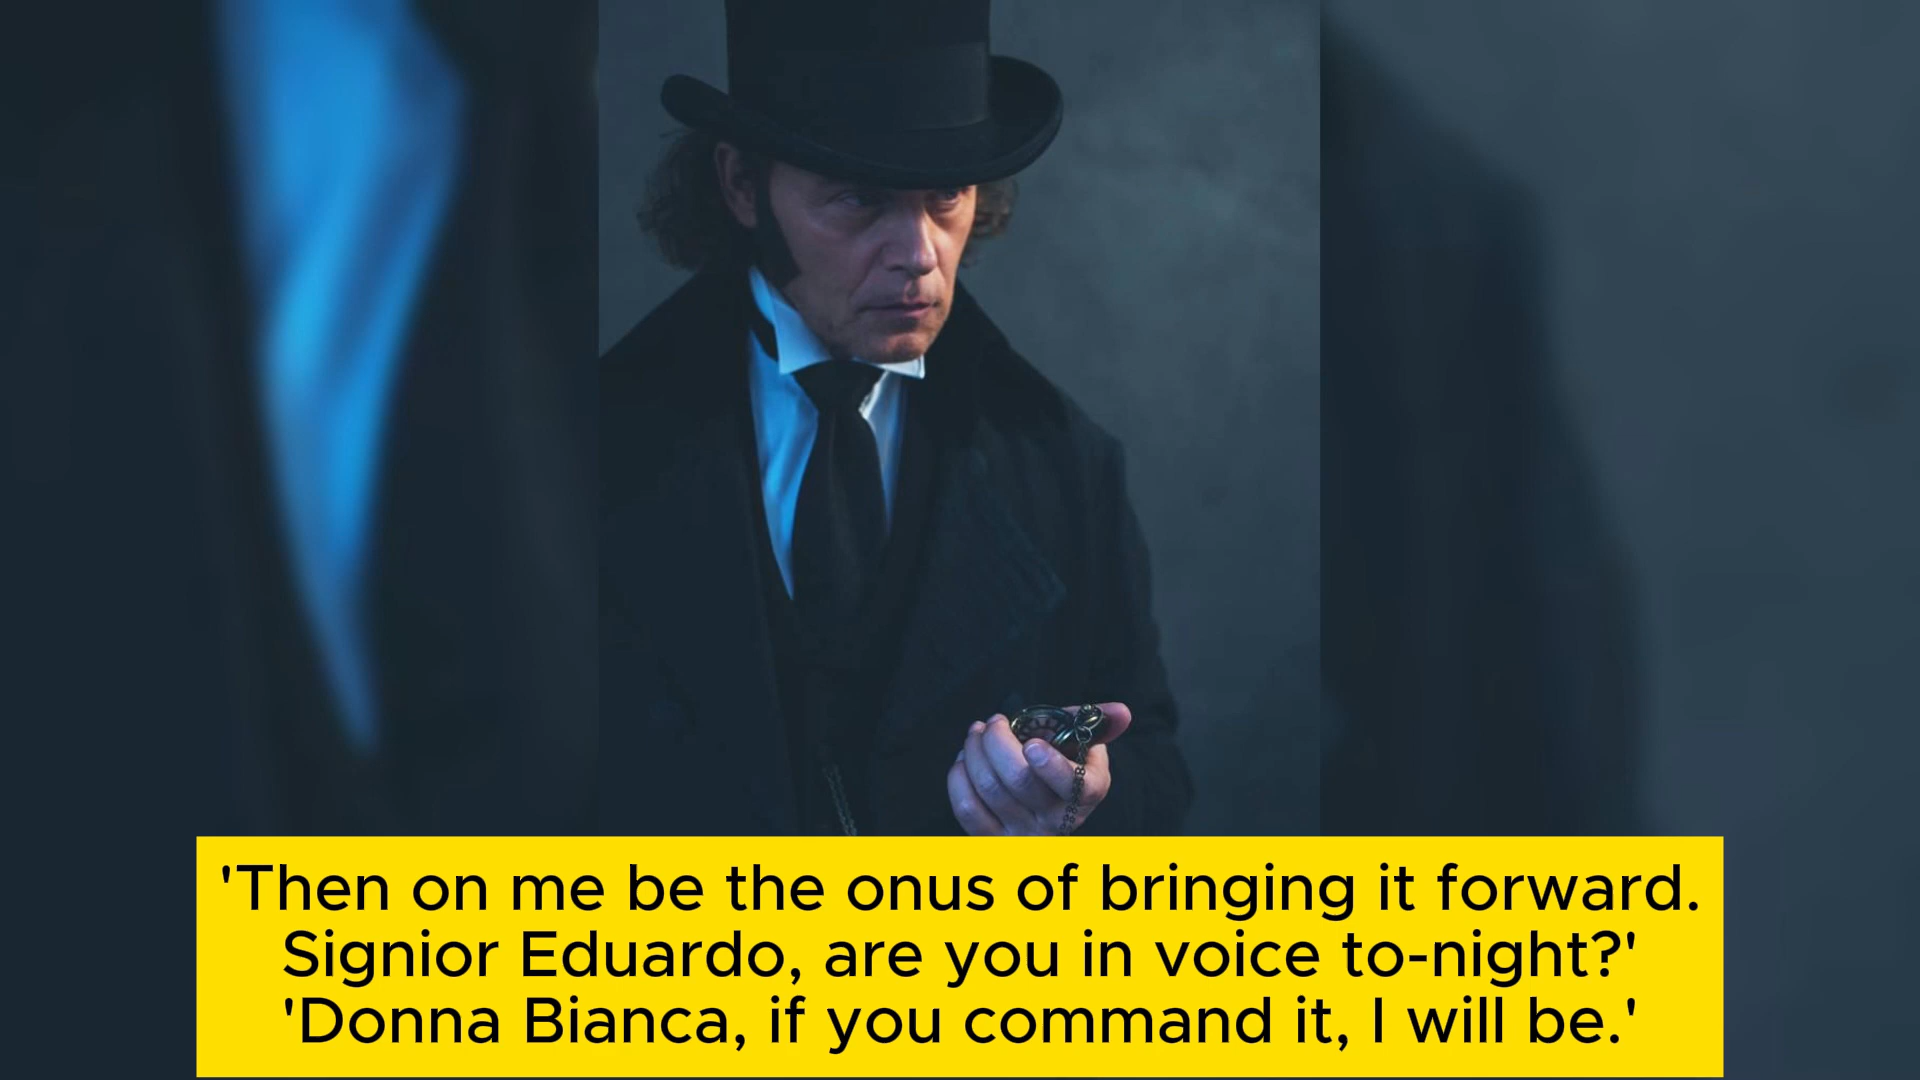 'Then on me be the onus of bringing it forward.
Signior Eduardo, are you in voice to-night?'
'Donna Bianca, if you command it, I will be.'